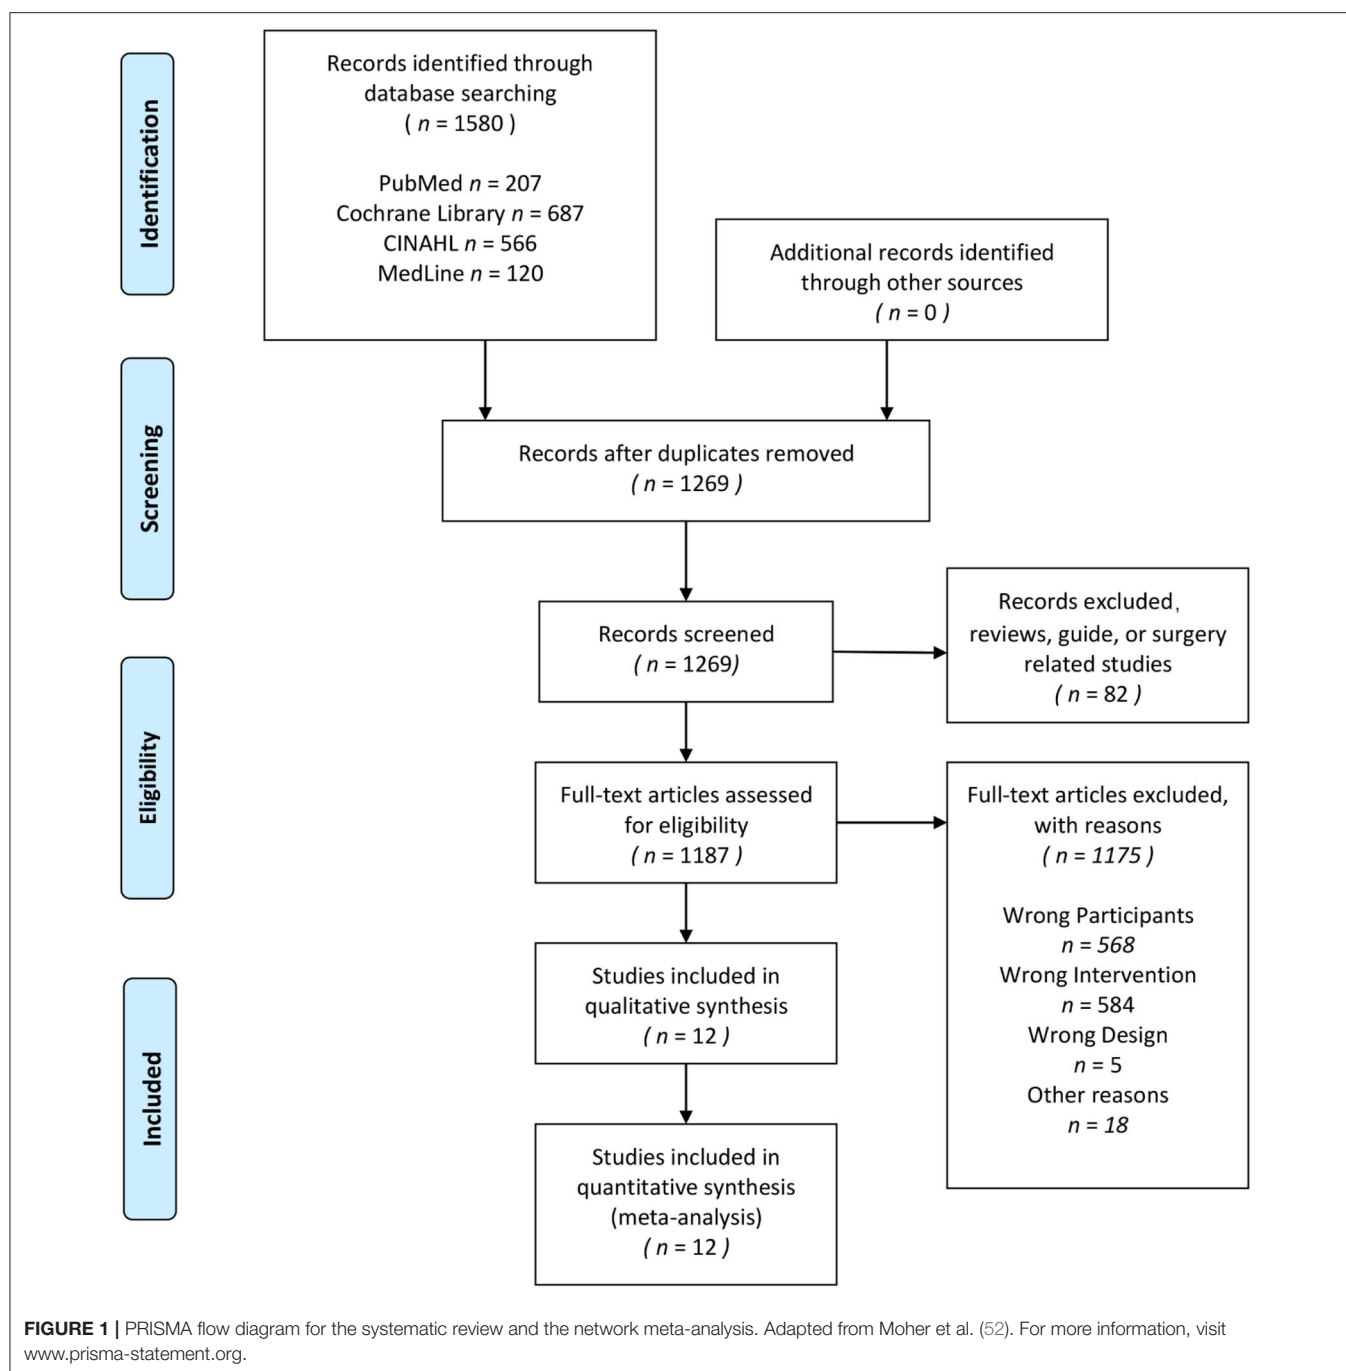 Identification
Records identified through
database searching
( n = 1580 )
PubMed n = 207
Cochrane Library n = 687
CINAHL n = 566
MedLine n = 120
Additional records identified
through other sources
( n = 0 )
Screening
Records after duplicates removed
( n = 1269 )
Records screened
( n = 1269)
Records excluded,
reviews, guide, or surgery
related studies
( n = 82 )
Eligibility
Full-text articles assessed
for eligibility
( n = 1187 )
Full-text articles excluded,
with reasons
( n = 1175 )
Wrong Participants
n = 568
Wrong Intervention
n = 584
Wrong Design
n = 5
Other reasons
n = 18
Included
Studies included in
qualitative synthesis
( n = 12 )
Studies included in
quantitative synthesis
(meta-analysis)
( n = 12 )
FIGURE 1 | PRISMA flow diagram for the systematic review and the network meta-analysis. Adapted from Moher et al. (52). For more information, visit
www.prisma-statement.org.